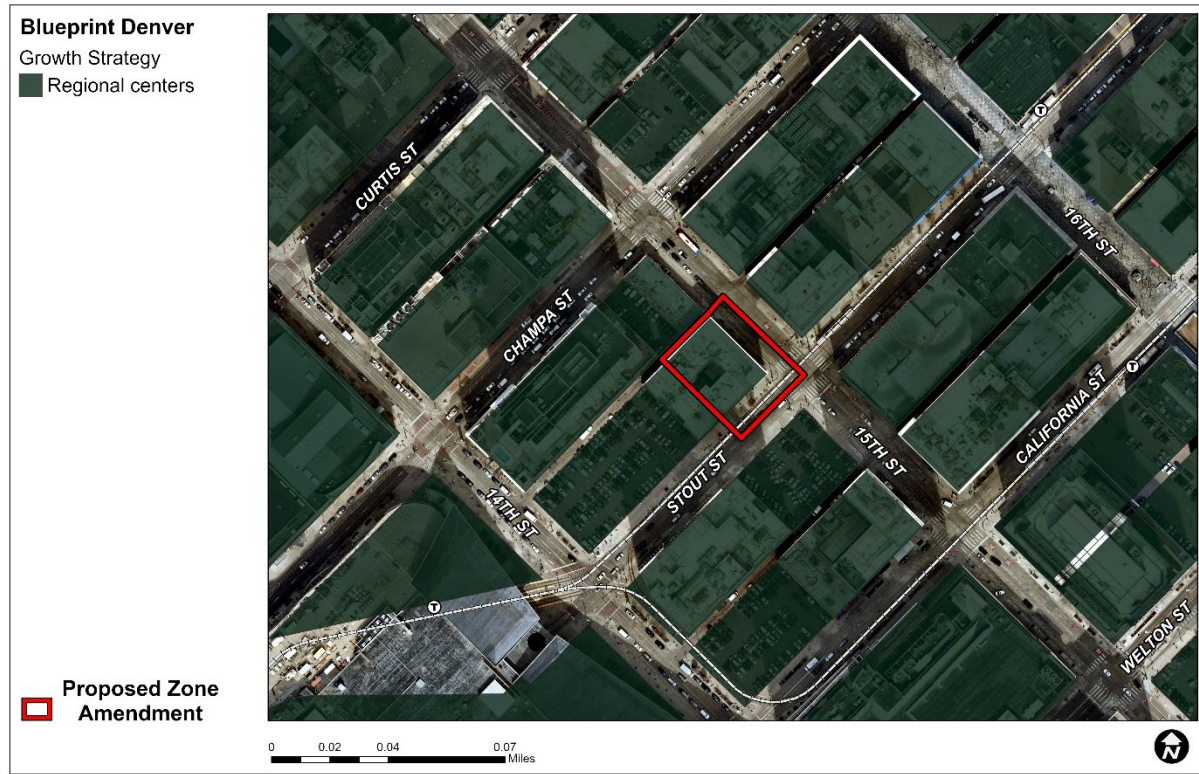 Blueprint Denver
Growth Strategy
Regional centers
CURTIS ST
CHAMPA ST
16TH ST
STOUT ST
15TH ST
CALIFORNIA ST
14TH ST
WELTON ST
T
T
T
Proposed Zone
Amendment
0 0.02 0.04 0.07
Miles
N